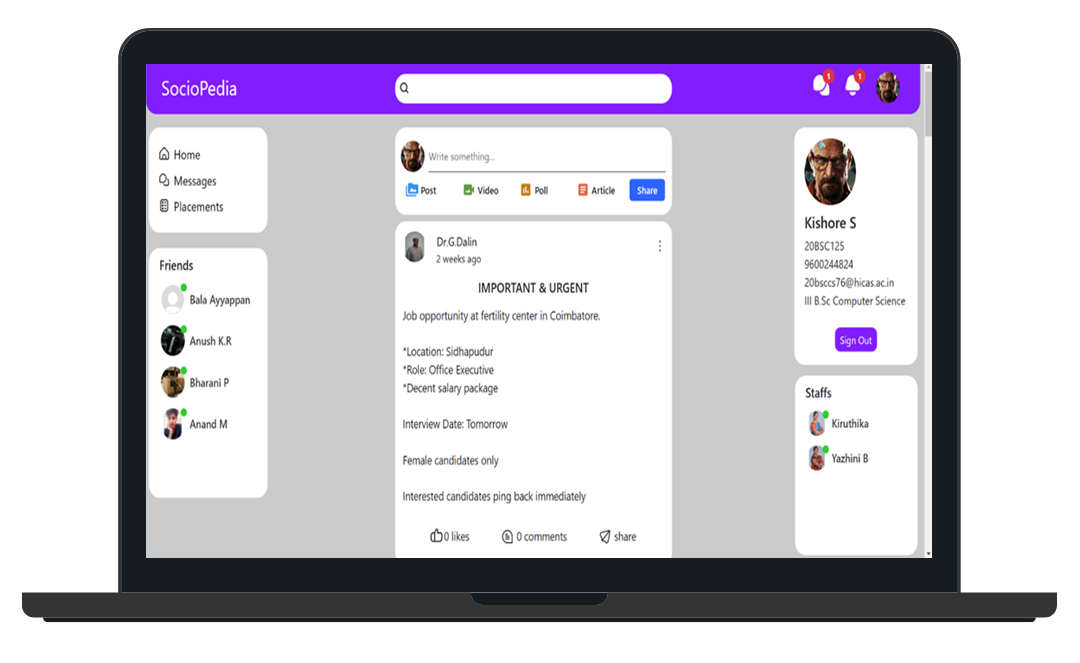 SocioPedia
1
1
Home
Messages
Placements
Friends
Bala Ayyappan
Anush K.R
Bharani P
Anand M
Write something...
Post Video Poll Article Share
Dr.G.Dalin
2 weeks ago
IMPORTANT & URGENT
Job opportunity at fertility center in Coimbatore.
*Location: Sidhapudur
*Role: Office Executive
*Decent salary package
Interview Date: Tomorrow
Female candidates only
Interested candidates ping back immediately
0 likes 0 comments share
Kishore S
20BSC125
9600244824
20bsccs76@hicas.ac.in
III B.Sc Computer Science
Sign Out
Staffs
Kiruthika
Yazhini B